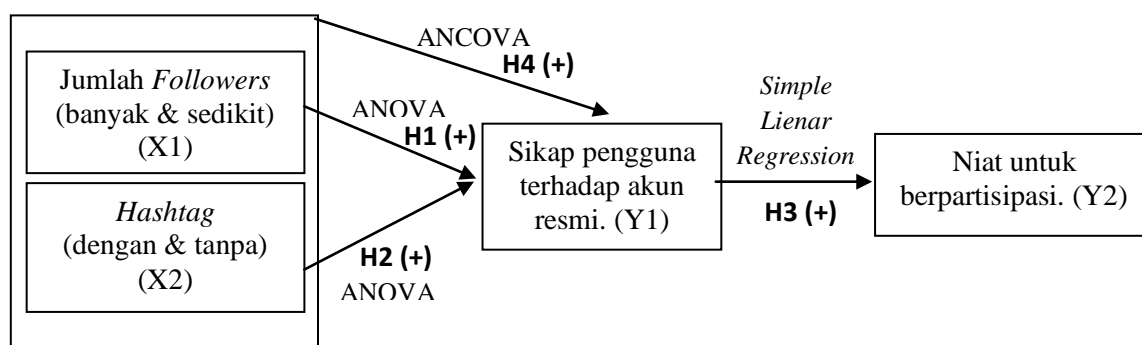 ANCOVA
H4 (+)
Jumlah Followers
(banyak & sedikit)
(X1)
ANOVA
H1 (+)
Hashtag
(dengan & tanpa)
(X2)
H2 (+)
ANOVA
Sikap pengguna
terhadap akun
resmi. (Y1)
Simple
Lienar
Regression
H3 (+)
Niat untuk
berpartisipasi. (Y2)